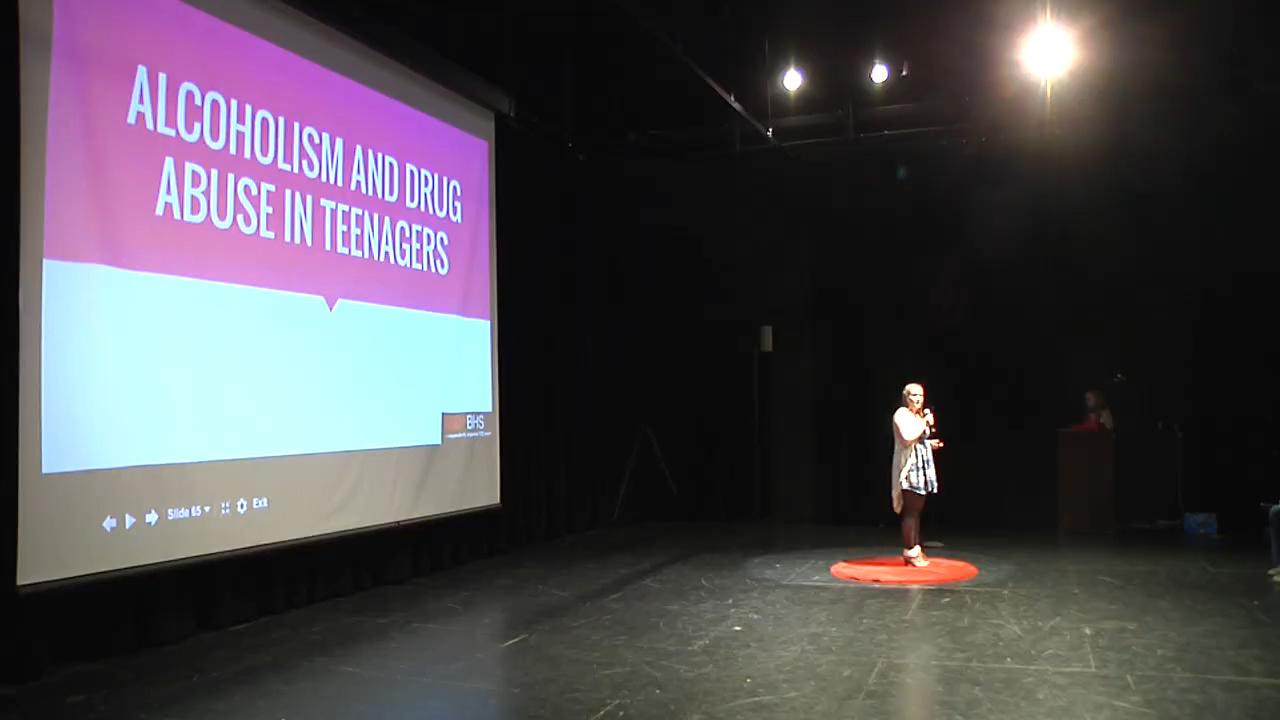 ALCOHOLISM AND DRUG
ABUSE IN TEENAGERS
BHS
Slide 65
Exit